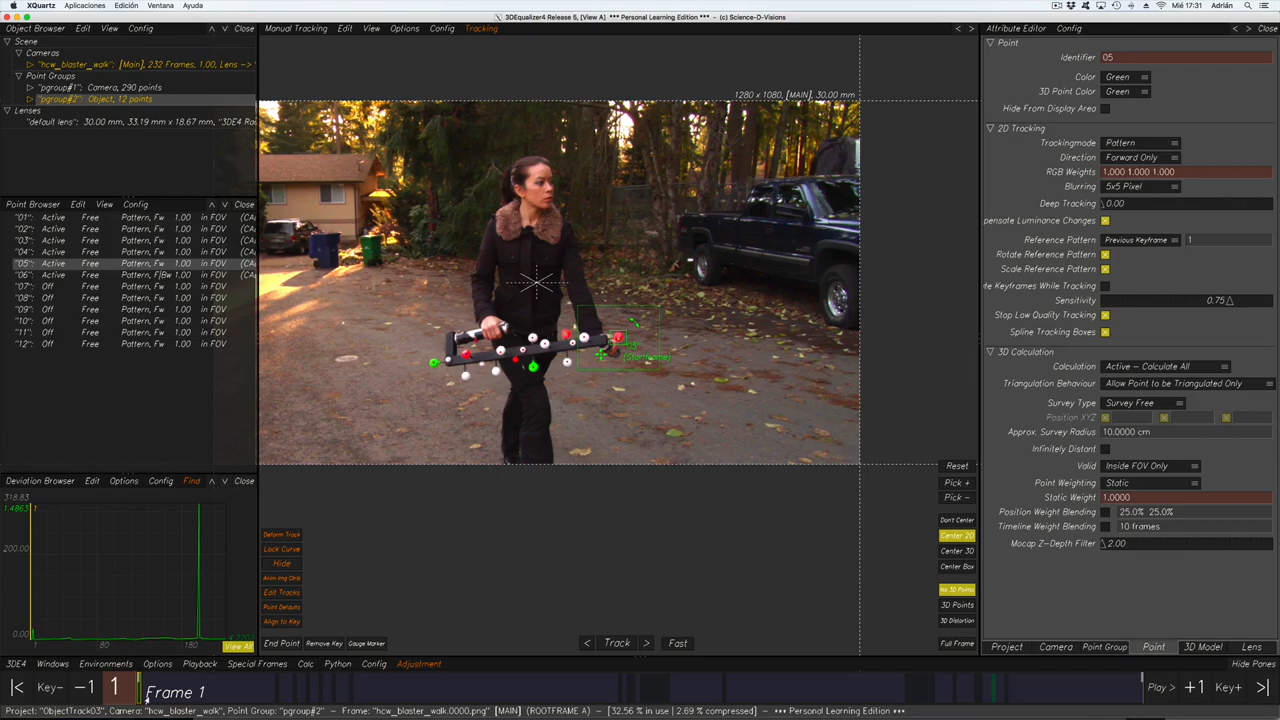 XQuartz Aplicaciones Edición Ventana Ayuda
Mié 17:31 Adrián
3DEqualizer4 Release 5, [View A] *** Personal Learning Edition *** - (c) Science-D-Visions
Object Browser Edit View Config Close
Scene
Cameras
"hcw_blaster_walk": [Main], 232 Frames, 1.00, Lens ->
Point Groups
"pgroup#1": Camera, 290 points
"pgroup#2": Object, 12 points
Lenses
"default lens": 30.00 mm, 33.19 mm x 18.67 mm, "3DE4 Rod
Point Browser Edit View Config Close
"01": Active Free Pattern, Fw 1.00 in FOV (CA
"02": Active Free Pattern, Fw 1.00 in FOV (CA
"03": Active Free Pattern, Fw 1.00 in FOV (CA
"04": Active Free Pattern, Fw 1.00 in FOV (CA
"05": Active Free Pattern, Fw 1.00 in FOV (CA
"06": Active Free Pattern, F|Bw 1.00 in FOV (CA
"07": Off Free Pattern, Fw 1.00 in FOV
"08": Off Free Pattern, Fw 1.00 in FOV
"09": Off Free Pattern, Fw 1.00 in FOV
"10": Off Free Pattern, Fw 1.00 in FOV
"11": Off Free Pattern, Fw 1.00 in FOV
"12": Off Free Pattern, Fw 1.00 in FOV
Deviation Browser Edit Options Config Find Close
318.83
1.4863
1
200.00
0.00
1 80 180
View All
Manual Tracking Edit View Options Config Tracking
1280 x 1080, [MAIN], 30.00 mm
"05"
(Startframe)
Deform Track
Lock Curve
Hide
Anim Img Ctrls
Edit Tracks
Point Defaults
Align to Key
End Point Remove Key Gauge Marker
< Track > Fast
Reset
Pick +
Pick -
Don't Center
Center 2D
Center 3D
Center Box
No 3D Points
3D Points
3D Distortion
Full Frame
Attribute Editor Config Close
Point
Identifier 05
Color Green
3D Point Color Green
Hide From Display Area
2D Tracking
Trackingmode Pattern
Direction Forward Only
RGB Weights 1.000 1.000 1.000
Blurring 5x5 Pixel
Deep Tracking 0.00
pensate Luminance Changes
Reference Pattern Previous Keyframe 1
Rotate Reference Pattern
Scale Reference Pattern
te Keyframes While Tracking
Sensitivity 0.75
Stop Low Quality Tracking
Spline Tracking Boxes
3D Calculation
Calculation Active - Calculate All
Triangulation Behaviour Allow Point to be Triangulated Only
Survey Type Survey Free
Position XYZ
Approx. Survey Radius 10.0000 cm
Infinitely Distant
Valid Inside FOV Only
Point Weighting Static
Static Weight 1.0000
Position Weight Blending 25.0% 25.0%
Timeline Weight Blending 10 frames
Mocap Z-Depth Filter 2.00
Project Camera Point Group Point 3D Model Lens
3DE4 Windows Environments Options Playback Special Frames Calc Python Config Adjustment Hide Panes
|< Key- -1 1 Frame 1 Play > +1 Key+ >|
Project: "ObjectTrack03", Camera: "hcw_blaster_walk", Point Group: "pgroup#2" - Frame: "hcw_blaster_walk.0000.png" [MAIN] (ROOTFRAME A) - [32.56 % in use | 2.69 % compressed] - *** Personal Learning Edition ***